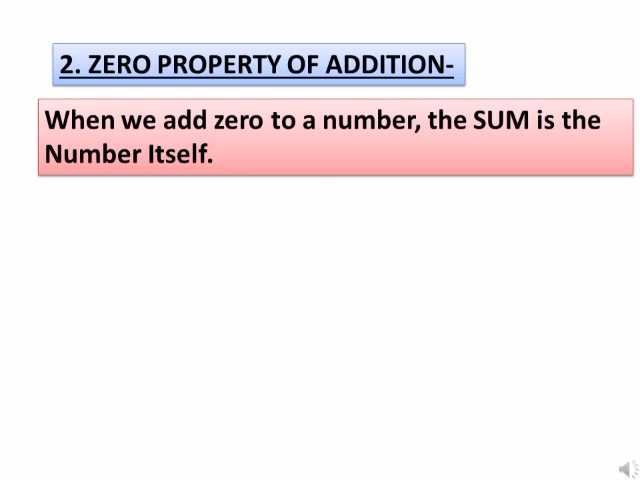 2. ZERO PROPERTY OF ADDITION-
When we add zero to a number, the SUM is the
Number Itself.